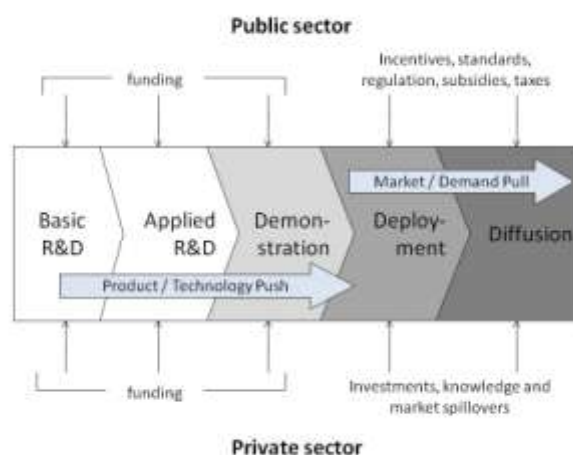 Public sector
funding
Incentives, standards,
regulation, subsidies, taxes
Market / Demand Pull
Basic
R&D
Applied
R&D
Demon-
stration
Deploy-
ment
Diffusion
Product / Technology Push
funding
Investments, knowledge and
market spillovers
Private sector